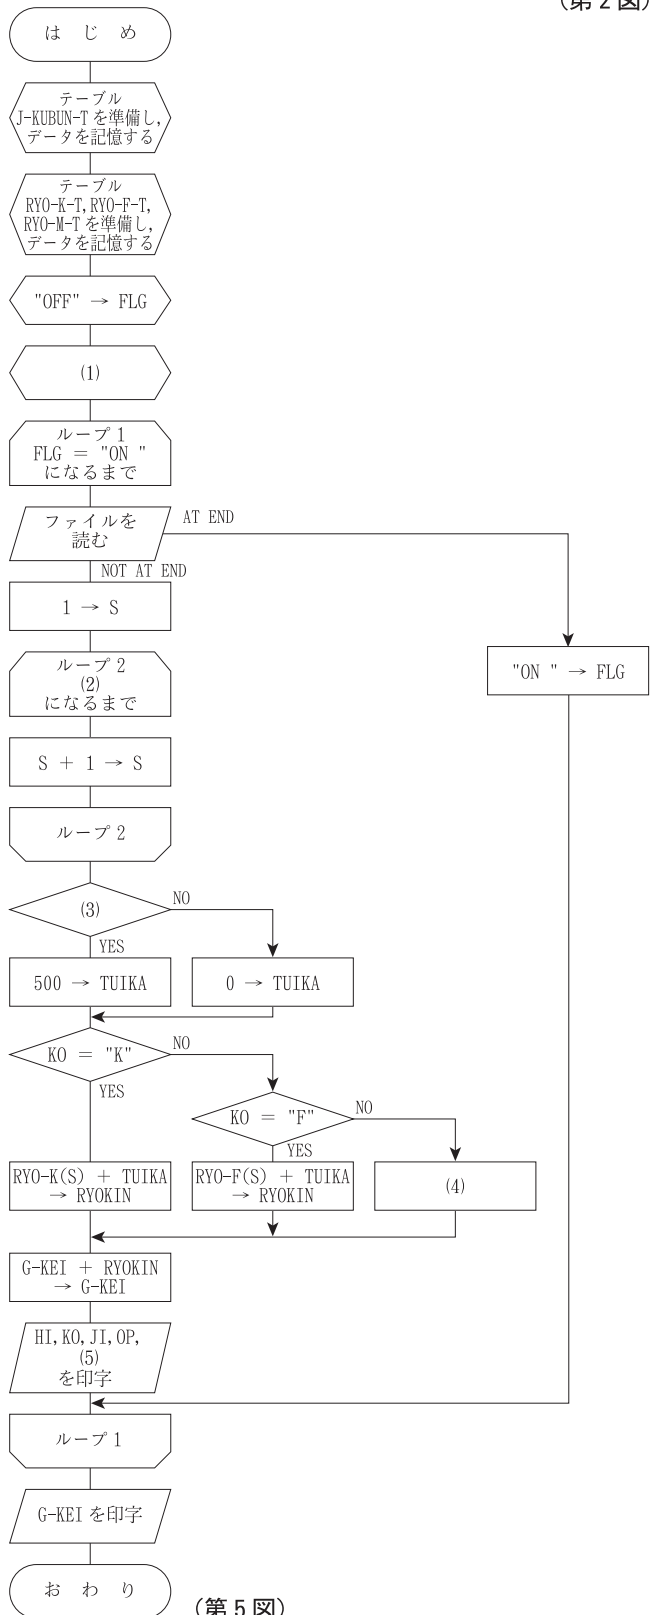 (第2図)
は じ め
テーブル
J-KUBUN-Tを準備し,
データを記憶する
テーブル
RYO-K-T,RYO-F-T,
RYO-M-Tを準備し,
データを記憶する
"OFF" → FLG
(1)
ループ1
FLG = "ON "
になるまで
ファイルを
読む
AT END
NOT AT END
1 → S
"ON " → FLG
ループ2
(2)
になるまで
S + 1 → S
ループ2
(3)
NO
YES
500 → TUIKA
0 → TUIKA
KO = "K"
NO
YES
KO = "F"
NO
YES
RYO-K(S) + TUIKA
→ RYOKIN
RYO-F(S) + TUIKA
→ RYOKIN
(4)
G-KEI + RYOKIN
→ G-KEI
HI,KO,JI,OP,
(5)
を印字
ループ1
G-KEIを印字
お わ り
(第5図)